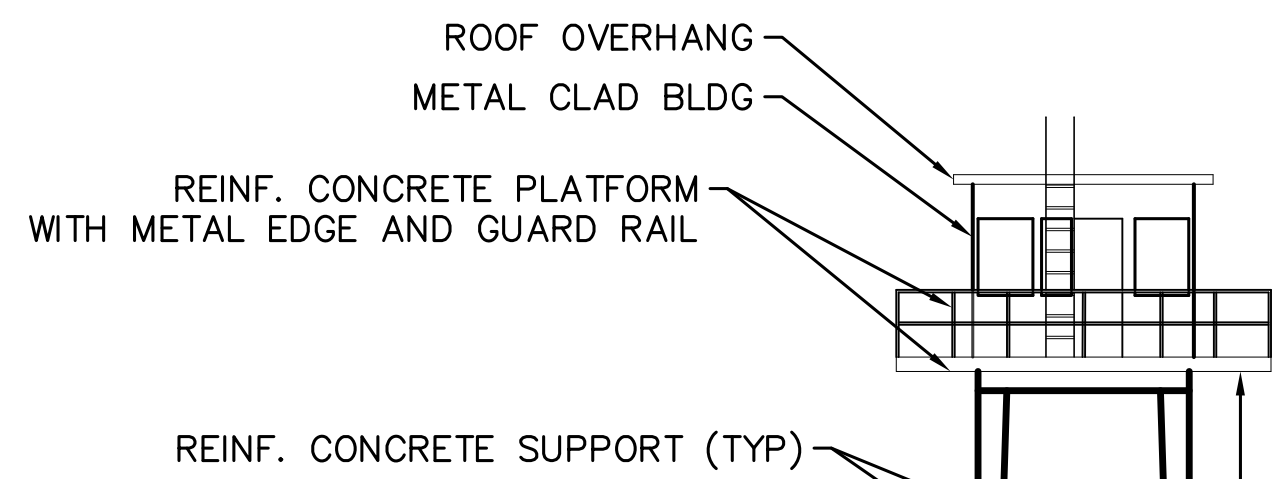 ROOF OVERHANG
METAL CLAD BLDG
REINF. CONCRETE PLATFORM
WITH METAL EDGE AND GUARD RAIL
REINF. CONCRETE SUPPORT (TYP)